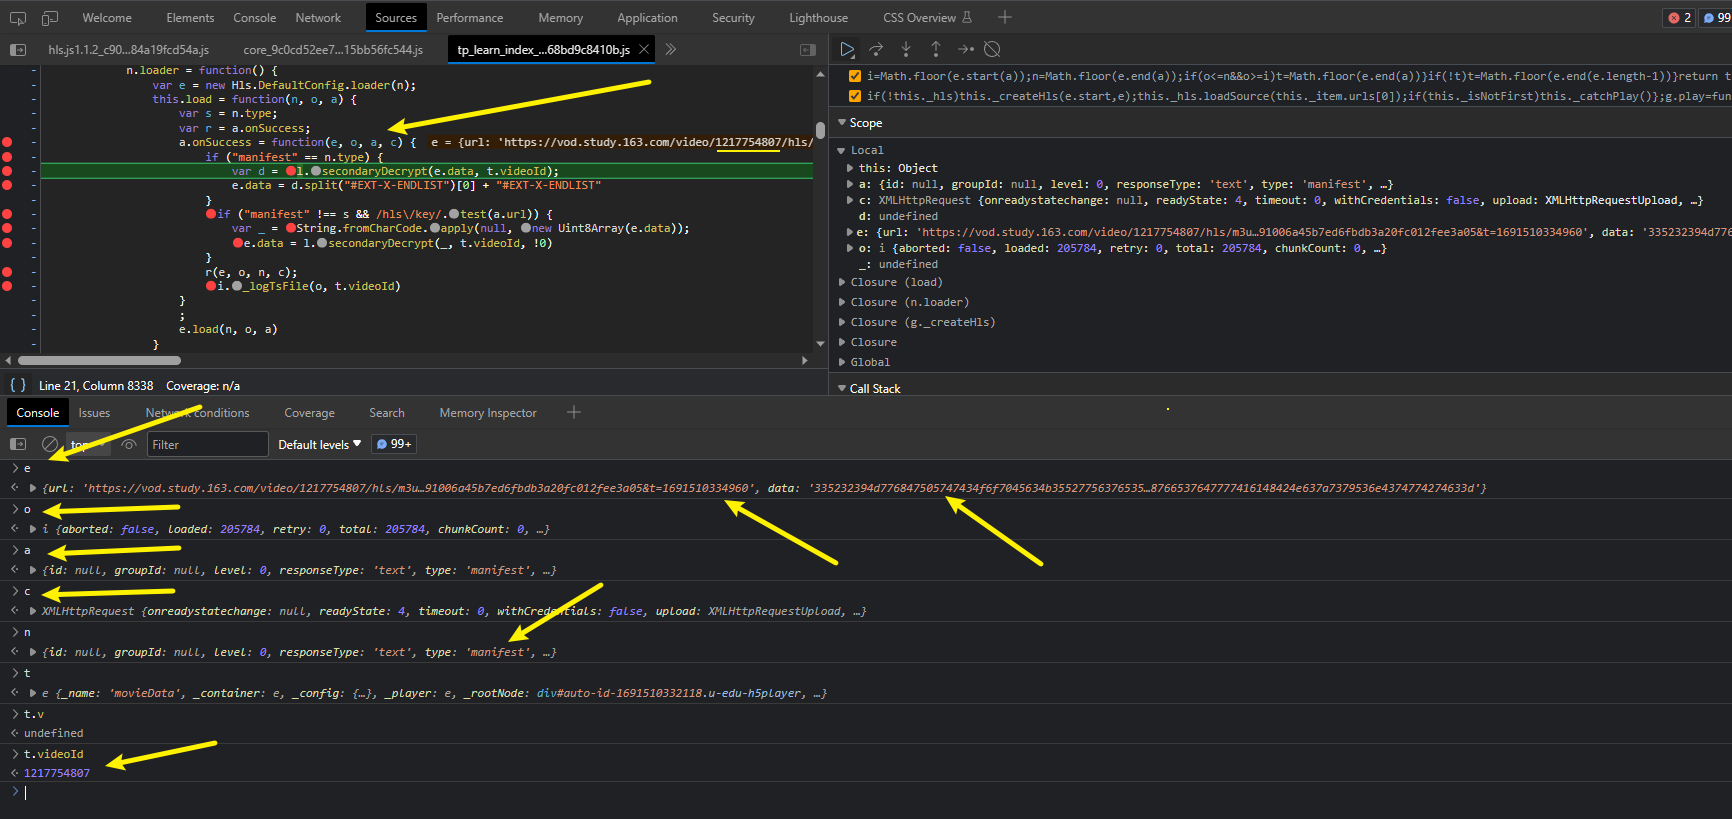 Welcome Elements Console Network Sources Performance Memory Application Security Lighthouse CSS Overview 2 99
hls.js1.1.2_c90...84a19fcd54a.js core_9c0cd52ee7...15bb56fc544.js tp_learn_index_...68bd9c8410b.js
n.loader = function() {
var e = new Hls.DefaultConfig.loader(n);
this.load = function(n, o, a) {
var s = n.type;
var r = a.onSuccess;
a.onSuccess = function(e, o, a, c) { e = {url: 'https://vod.study.163.com/video/1217754807/hls/
if ("manifest" == n.type) {
var d = l.secondaryDecrypt(e.data, t.videoId);
e.data = d.split("#EXT-X-ENDLIST")[0] + "#EXT-X-ENDLIST"
}
if ("manifest" !== s && /hls\/key/.test(a.url)) {
var _ = String.fromCharCode.apply(null, new Uint8Array(e.data));
e.data = l.secondaryDecrypt(_, t.videoId, !0)
}
r(e, o, n, c);
i._logTsFile(o, t.videoId)
}
;
e.load(n, o, a)
}
{ } Line 21, Column 8338 Coverage: n/a
i=Math.floor(e.start(a));n=Math.floor(e.end(a));if(o<=n&&o>=i)t=Math.floor(e.end(a))}if(!t)t=Math.floor(e.end(e.length-1))}return t
if(!this._hls)this._createHls(e.start,e);this._hls.loadSource(this._item.urls[0]);if(this._isNotFirst)this._catchPlay()};g.play=fun
Scope
Local
this: Object
a: {id: null, groupId: null, level: 0, responseType: 'text', type: 'manifest', …}
c: XMLHttpRequest {onreadystatechange: null, readyState: 4, timeout: 0, withCredentials: false, upload: XMLHttpRequestUpload, …}
d: undefined
e: {url: 'https://vod.study.163.com/video/1217754807/hls/m3u…91006a45b7ed6fbdb3a20fc012fee3a05&t=1691510334960', data: '335232394d776
o: i {aborted: false, loaded: 205784, retry: 0, total: 205784, chunkCount: 0, …}
_: undefined
Closure (load)
Closure (n.loader)
Closure (g._createHls)
Closure
Global
Call Stack
Console Issues Network conditions Coverage Search Memory Inspector
top Filter Default levels 99+
e
{url: 'https://vod.study.163.com/video/1217754807/hls/m3u…91006a45b7ed6fbdb3a20fc012fee3a05&t=1691510334960', data: '335232394d776847505747434f6f7045634b35527756376535…8766537647777416148424e637a7379536e4374774274633d'}
o
i {aborted: false, loaded: 205784, retry: 0, total: 205784, chunkCount: 0, …}
a
{id: null, groupId: null, level: 0, responseType: 'text', type: 'manifest', …}
c
XMLHttpRequest {onreadystatechange: null, readyState: 4, timeout: 0, withCredentials: false, upload: XMLHttpRequestUpload, …}
n
{id: null, groupId: null, level: 0, responseType: 'text', type: 'manifest', …}
t
e {_name: 'movieData', _container: e, _config: {…}, _player: e, _rootNode: div#auto-id-1691510332118.u-edu-h5player, …}
t.v
undefined
t.videoId
1217754807